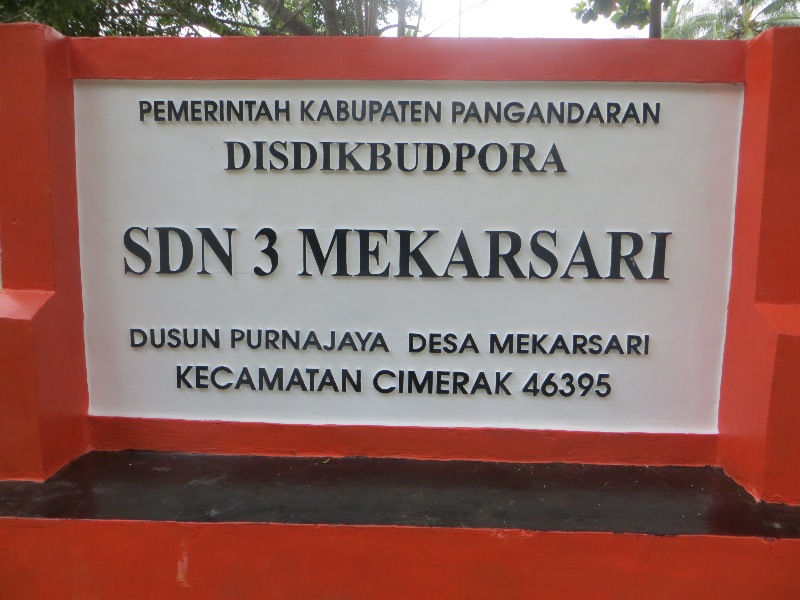 PEMERINTAH KABUPATEN PANGANDARAN
DISDIKBUDPORA
SDN 3 MEKARSARI
DUSUN PURNAJAYA DESA MEKARSARI
KECAMATAN CIMERAK 46395